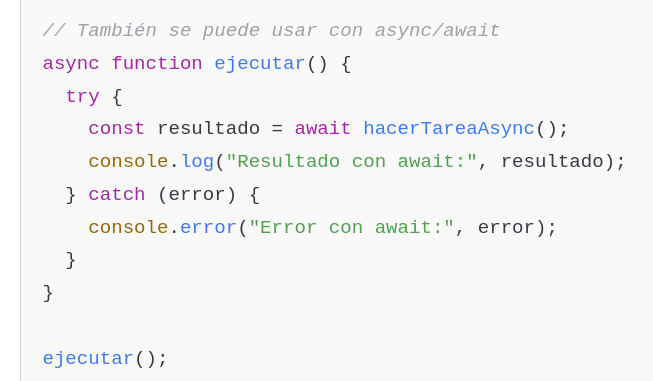 // También se puede usar con async/await
async function ejecutar() {
  try {
    const resultado = await hacerTareaAsync();
    console.log("Resultado con await:", resultado);
  } catch (error) {
    console.error("Error con await:", error);
  }
}

ejecutar();